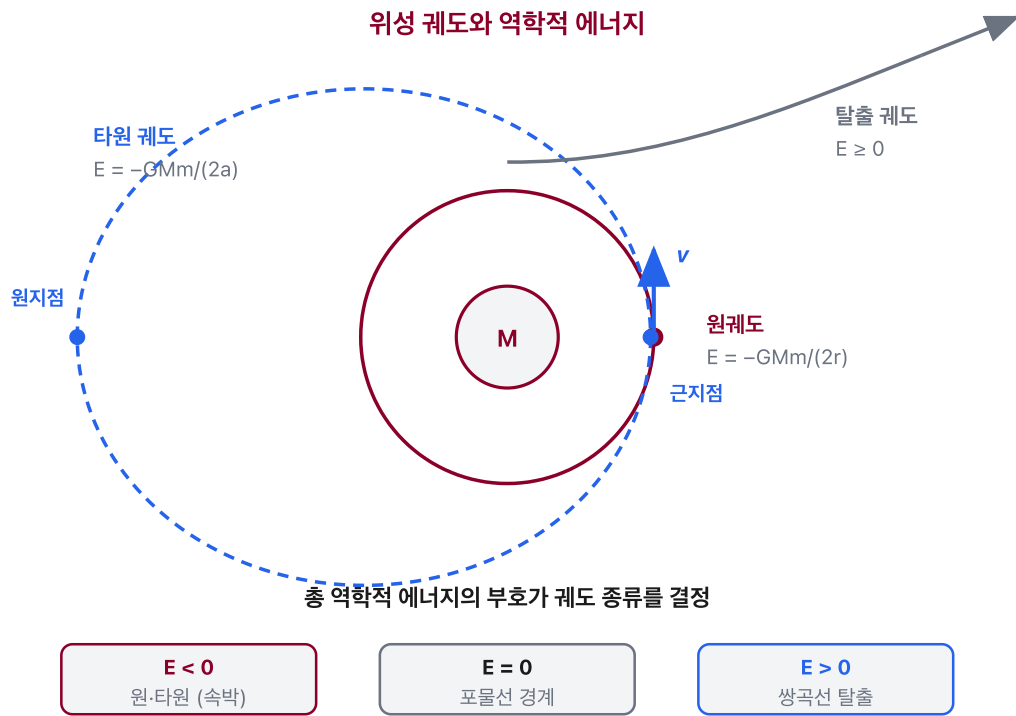 위성 궤도와 역학적 에너지
탈출 궤도
E ≥ 0
타원 궤도
E = −GMm/(2a)
v
원지점
원궤도
M
E = −GMm/(2r)
근지점
총 역학적 에너지의 부호가 궤도 종류를 결정
E < 0
원·타원 (속박)
E = 0
포물선 경계
E > 0
쌍곡선 탈출